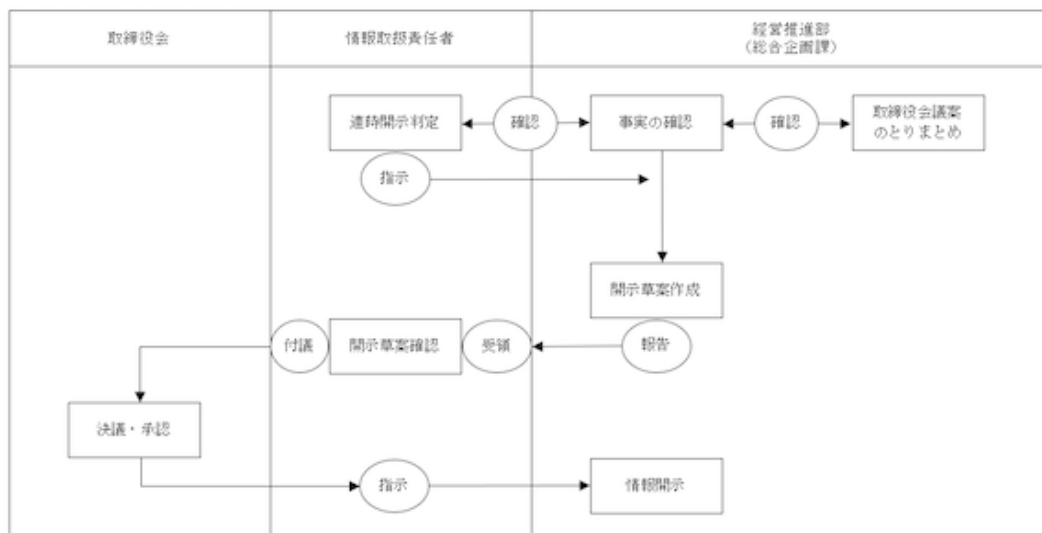 取締役会
情報取扱責任者
経営推進部
（総合企画課）
適時開示判定
確認
事実の確認
確認
取締役会議案
のとりまとめ
指示
開示草案作成
付議
開示草案確認
受領
報告
決議・承認
指示
情報開示